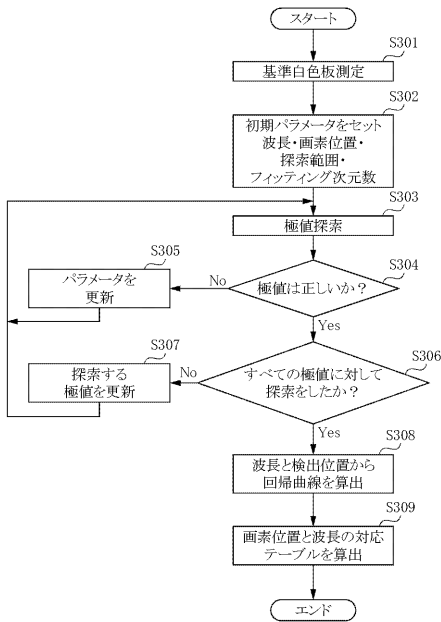 スタート
S301
基準白色板測定
S302
初期パラメータをセット
波長・画素位置・
探索範囲・
フィッティング次元数
S303
極値探索
S304
極値は正しいか?
No
S305
パラメータを
更新
Yes
S306
すべての極値に対して
探索をしたか?
No
S307
探索する
極値を更新
Yes
S308
波長と検出位置から
回帰曲線を算出
S309
画素位置と波長の対応
テーブルを算出
エンド